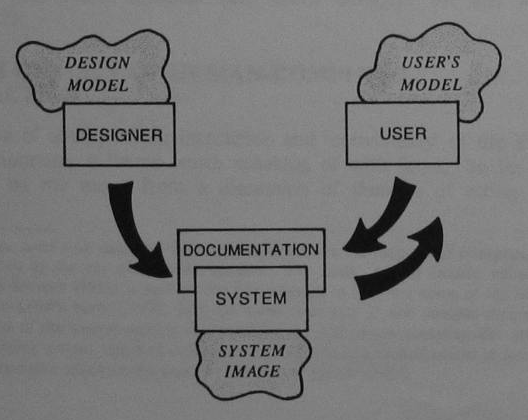 DESIGN
MODEL
DESIGNER
USER'S
MODEL
USER
DOCUMENTATION
SYSTEM
SYSTEM
IMAGE